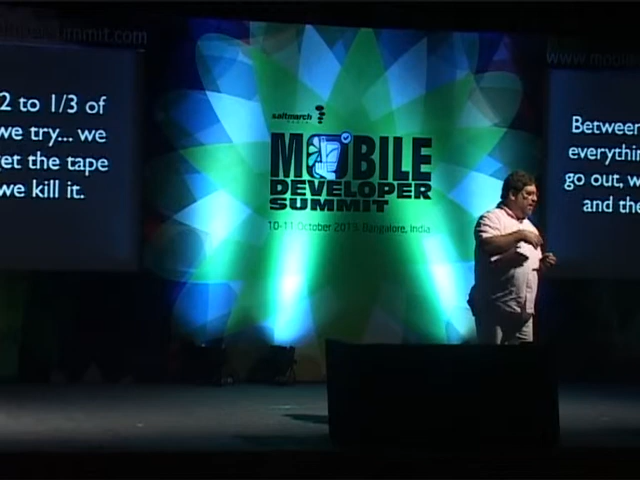 summit.com
2 to 1/3 of
we try... we
get the tape
we kill it.
saltmarch
MOBILE
DEVELOPER
SUMMIT
10-11 October 2013, Bangalore, India
www.mobile
Between
everythin
go out, w
and the